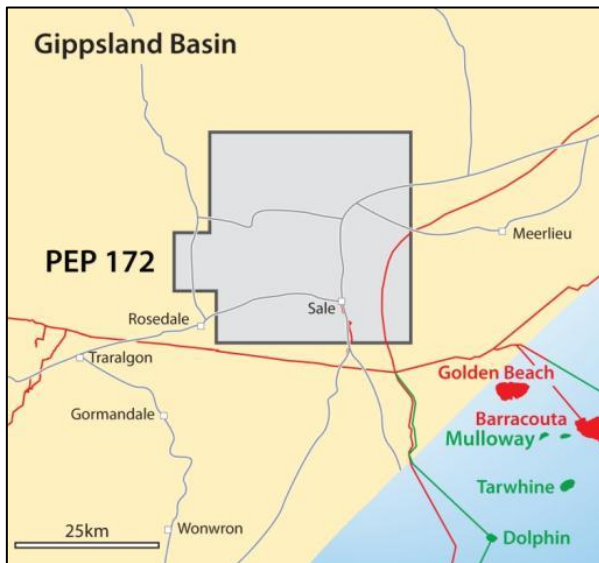 Gippsland Basin
Meerlieu
PEP 172
Sale
Rosedale
Traralgon
Golden Beach
Gormandale
Barracouta
Mulloway
Tarwhine
25km
Wonwron
Dolphin